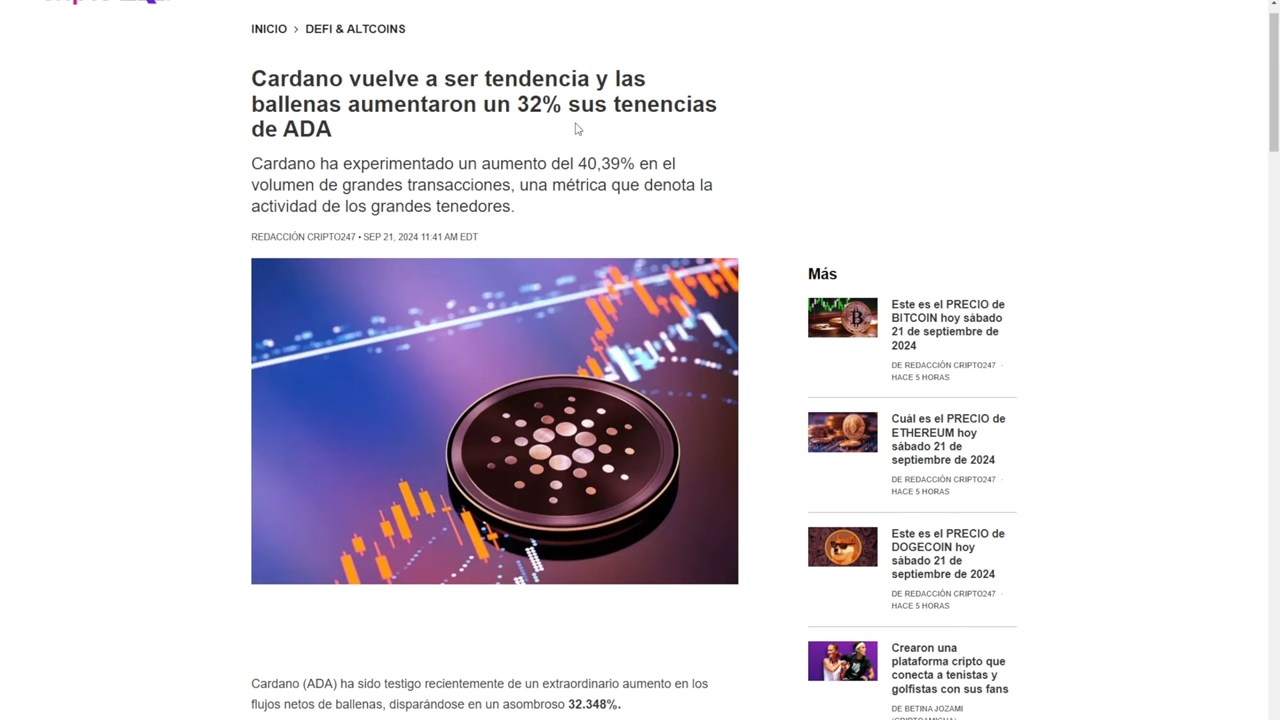 INICIO > DEFI & ALTCOINS
Cardano vuelve a ser tendencia y las
ballenas aumentaron un 32% sus tenencias
de ADA
Cardano ha experimentado un aumento del 40,39% en el
volumen de grandes transacciones, una métrica que denota la
actividad de los grandes tenedores.
REDACCIÓN CRIPTO247 • SEP 21, 2024 11:41 AM EDT
Más
Este es el PRECIO de
BITCOIN hoy sábado
21 de septiembre de
2024
DE REDACCIÓN CRIPTO247 ·
HACE 5 HORAS
Cuál es el PRECIO de
ETHEREUM hoy
sábado 21 de
septiembre de 2024
DE REDACCIÓN CRIPTO247 ·
HACE 5 HORAS
Este es el PRECIO de
DOGECOIN hoy
sábado 21 de
septiembre de 2024
DE REDACCIÓN CRIPTO247 ·
HACE 5 HORAS
Crearon una
plataforma cripto que
conecta a tenistas y
golfistas con sus fans
DE BETINA JOZAMI
Cardano (ADA) ha sido testigo recientemente de un extraordinario aumento en los
flujos netos de ballenas, disparándose en un asombroso 32.348%.